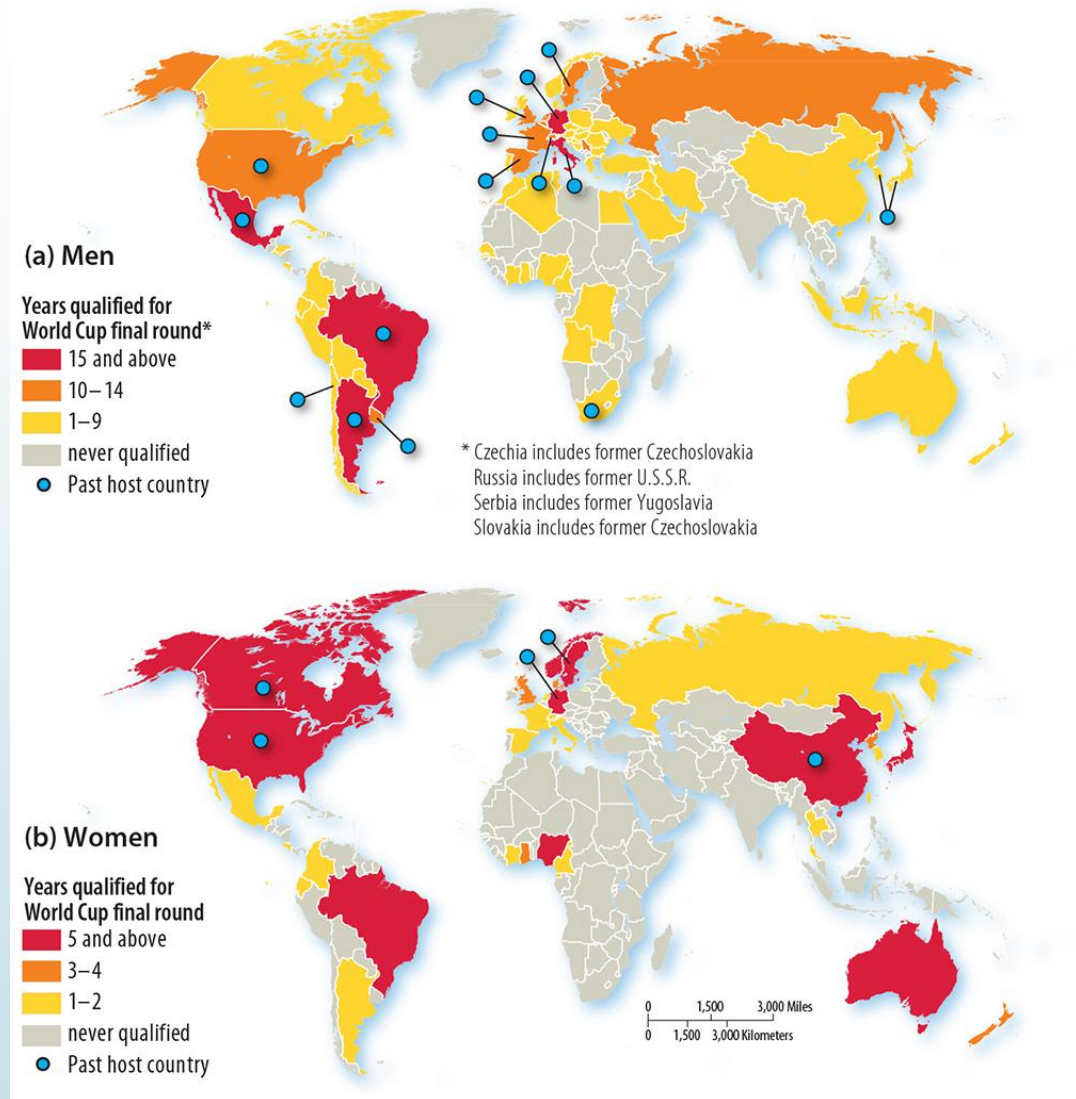 (a) Men
Years qualified for
World Cup final round*
15 and above
10–14
1–9
never qualified
Past host country
* Czechia includes former Czechoslovakia
Russia includes former U.S.S.R.
Serbia includes former Yugoslavia
Slovakia includes former Czechoslovakia
(b) Women
Years qualified for
World Cup final round
5 and above
3–4
1–2
never qualified
Past host country
0 1,500 3,000 Miles
0 1,500 3,000 Kilometers